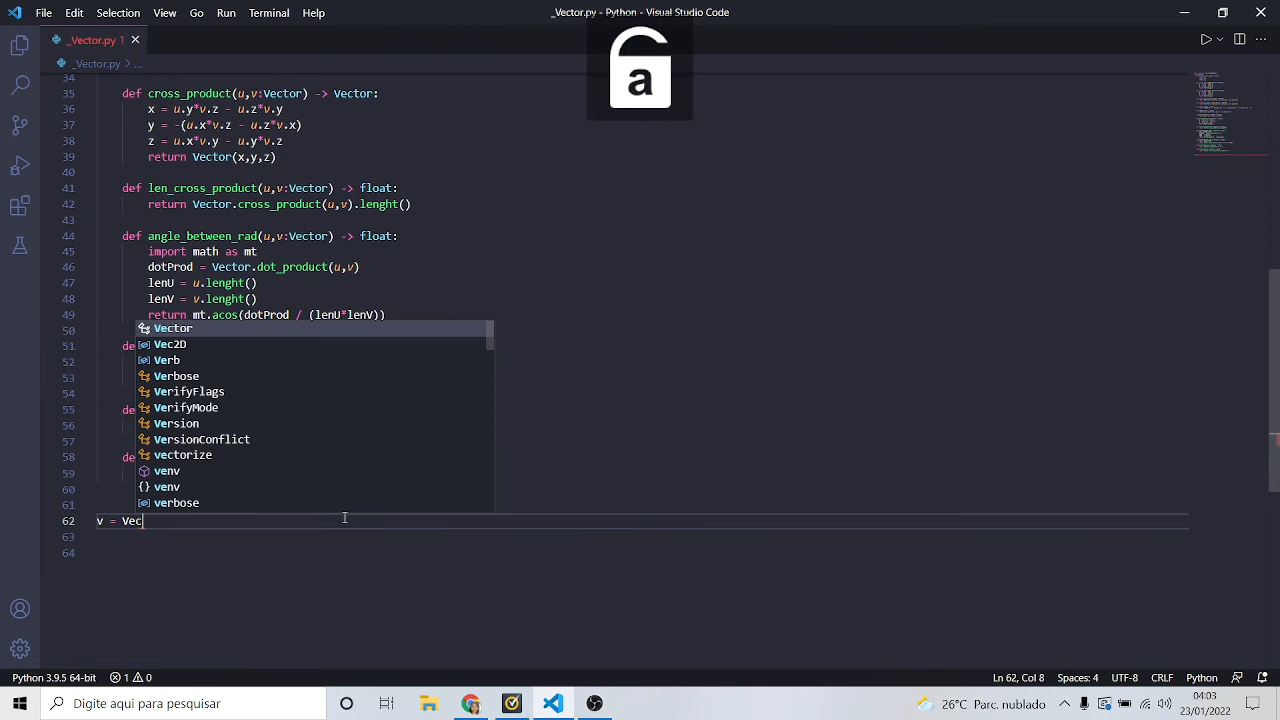 File Edit Selection View Go Run Terminal Help
_Vector.py - Python - Visual Studio Code
_Vector.py 1
_Vector.py > ...
a
34
35 def cross_product(u,v:Vector) -> Vector:
36 x = u.y*v.z - u.z*v.y
37 y = -(u.x*v.z - u.z*v.x)
38 z = u.x*v.y - u.y*v.z
39 return Vector(x,y,z)
40
41 def len_cross_product(u,v:Vector) -> float:
42 return Vector.cross_product(u,v).lenght()
43
44 def angle_between_rad(u,v:Vector) -> float:
45 import math as mt
46 dotProd = Vector.dot_product(u,v)
47 lenU = u.lenght()
48 lenV = v.lenght()
49 return mt.acos(dotProd / (lenU*lenV))
50 Vector
51 de Vec2D
52 Verb
53 Verbose
54 VerifyFlags
55 de VerifyMode
56 Version
57 VersionConflict
58 de vectorize
59 venv
60 {} venv
61 verbose
62 v = Vec
63
64
Python 3.9.5 64-bit 1 0 Ln 62, Col 8 Spaces: 4 UTF-8 CRLF Python
Digite aqui para pesquisar
26°C Parc. nublado
04:03
23/01/2022